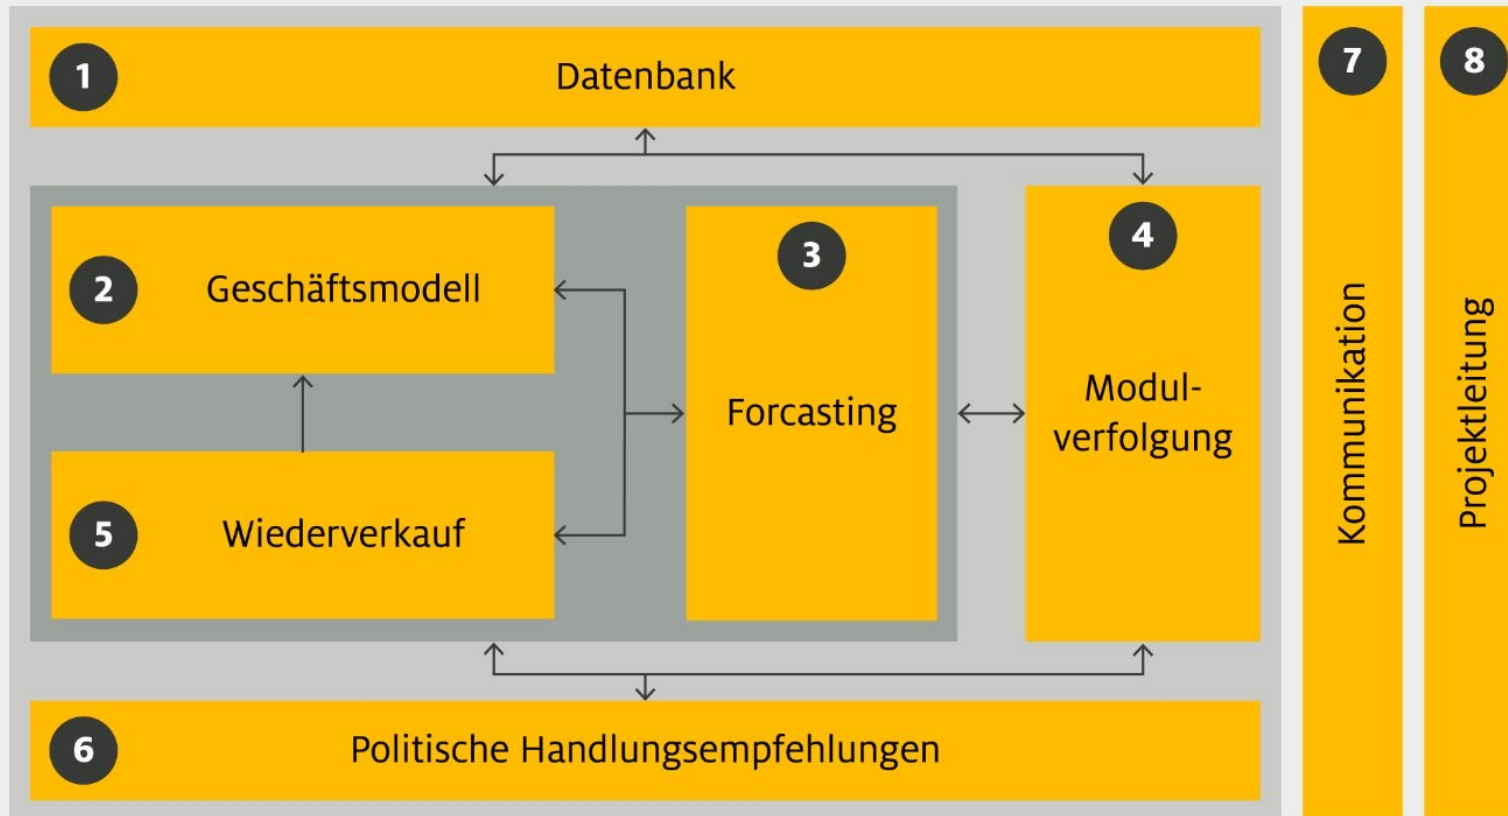 1 Datenbank
2 Geschäftsmodell
3
Forcasting
4
Modul-
verfolgung
5 Wiederverkauf
6 Politische Handlungsempfehlungen
7
Kommunikation
8
Projektleitung